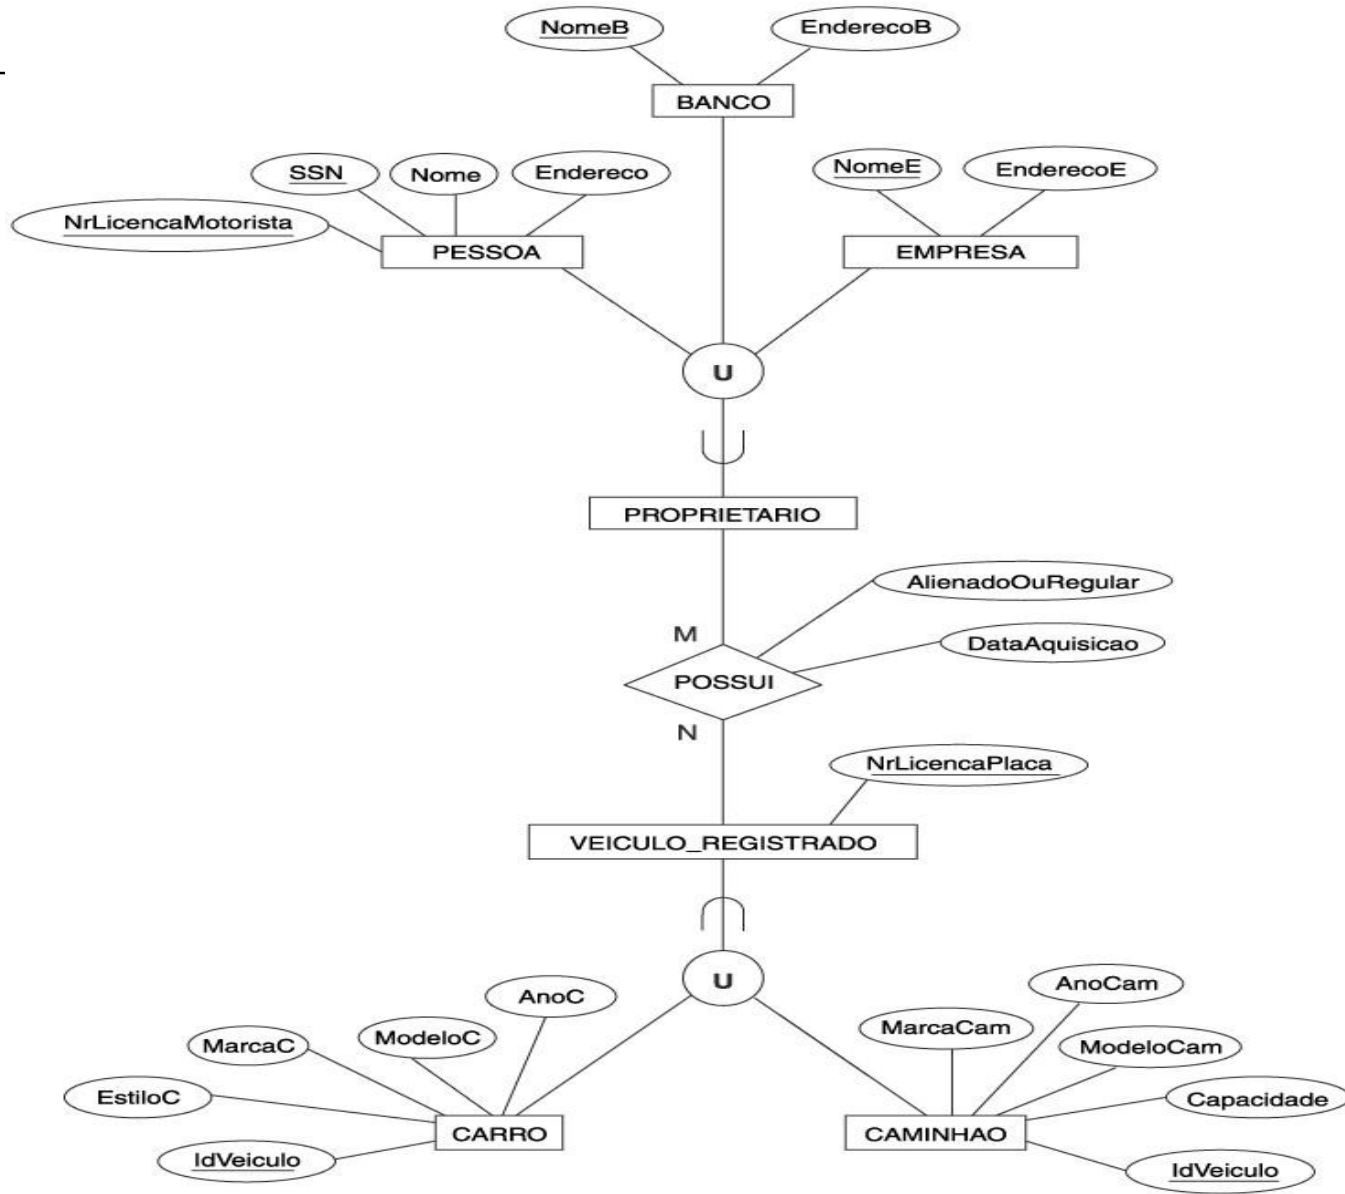 NomeB
EnderecoB
BANCO
SSN
Nome
Endereco
NomeE
EnderecoE
NrLicencaMotorista
PESSOA
EMPRESA
U
PROPRIETARIO
AlienadoOuRegular
M
DataAquisicao
POSSUI
N
NrLicencaPlaca
VEICULO_REGISTRADO
U
AnoC
AnoCam
MarcaC
ModeloC
MarcaCam
ModeloCam
EstiloC
Capacidade
CARRO
CAMINHAO
IdVeiculo
IdVeiculo